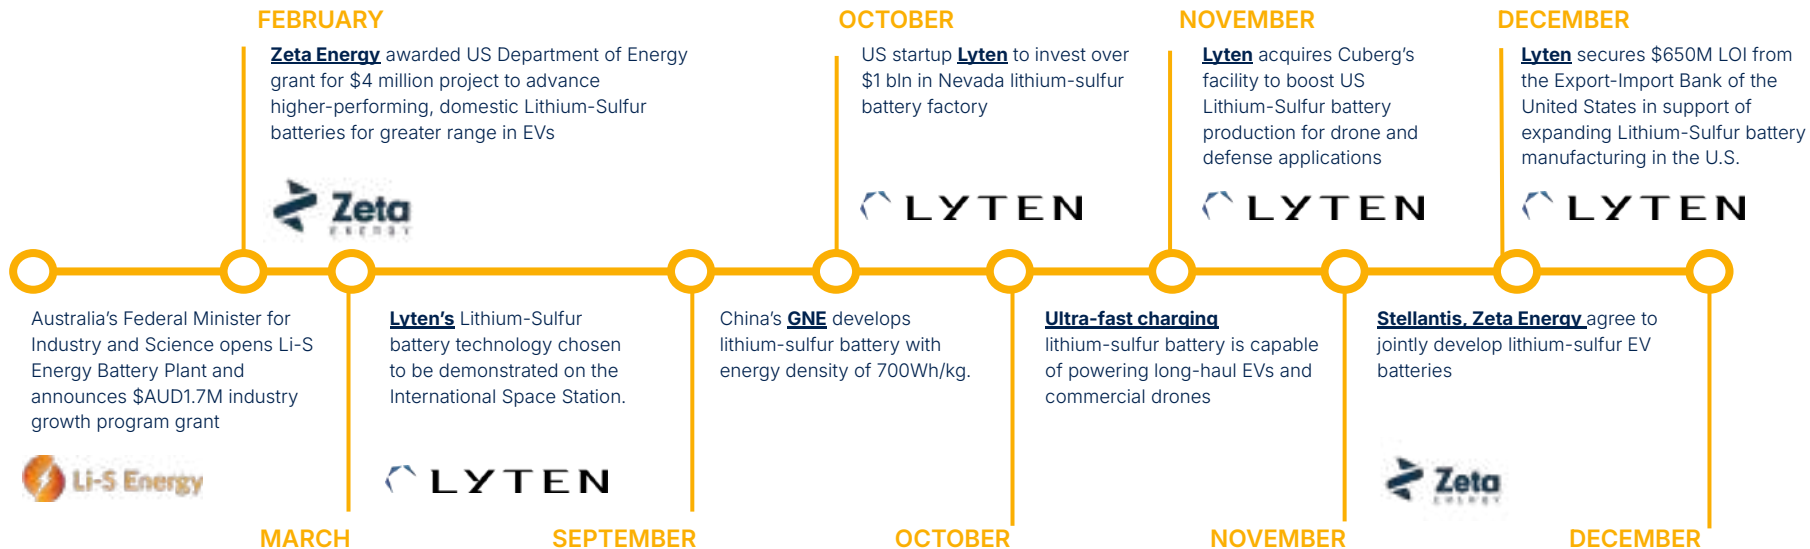 FEBRUARY
Zeta Energy awarded US Department of Energy
grant for $4 million project to advance
higher-performing, domestic Lithium-Sulfur
batteries for greater range in EVs
Zeta
ENERGY
OCTOBER
US startup Lyten to invest over
$1 bln in Nevada lithium-sulfur
battery factory
LYTEN
NOVEMBER
Lyten acquires Cuberg’s
facility to boost US
Lithium-Sulfur battery
production for drone and
defense applications
LYTEN
DECEMBER
Lyten secures $650M LOI from
the Export-Import Bank of the
United States in support of
expanding Lithium-Sulfur battery
manufacturing in the U.S.
LYTEN
Australia’s Federal Minister for
Industry and Science opens Li-S
Energy Battery Plant and
announces $AUD1.7M industry
growth program grant
Li-S Energy
MARCH
Lyten’s Lithium-Sulfur
battery technology chosen
to be demonstrated on the
International Space Station.
LYTEN
SEPTEMBER
China’s GNE develops
lithium-sulfur battery with
energy density of 700Wh/kg.
OCTOBER
Ultra-fast charging
lithium-sulfur battery is capable
of powering long-haul EVs and
commercial drones
NOVEMBER
Stellantis, Zeta Energy agree to
jointly develop lithium-sulfur EV
batteries
Zeta
ENERGY
DECEMBER